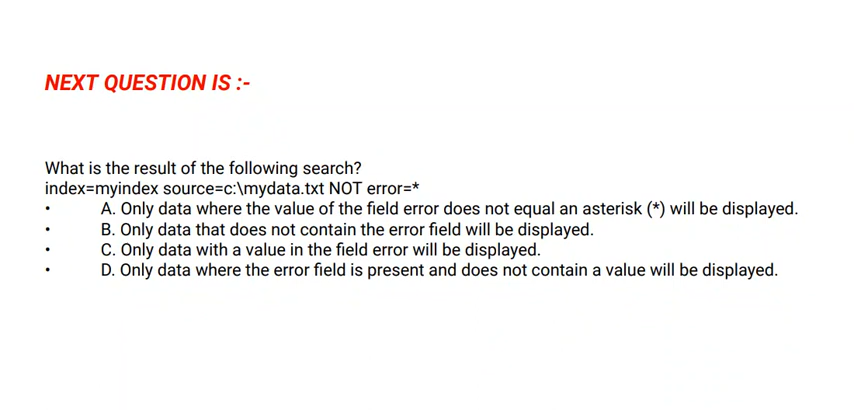 NEXT QUESTION IS :-
What is the result of the following search?
index=myindex source=c:\mydata.txt NOT error=*
• A. Only data where the value of the field error does not equal an asterisk (*) will be displayed.
• B. Only data that does not contain the error field will be displayed.
• C. Only data with a value in the field error will be displayed.
• D. Only data where the error field is present and does not contain a value will be displayed.